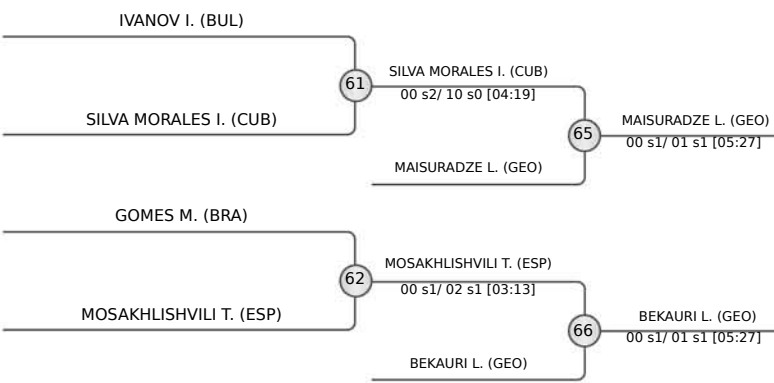 IVANOV I. (BUL)
61
SILVA MORALES I. (CUB)
00 s2/ 10 s0 [04:19]
SILVA MORALES I. (CUB)
65
MAISURADZE L. (GEO)
00 s1/ 01 s1 [05:27]
MAISURADZE L. (GEO)
GOMES M. (BRA)
62
MOSAKHLISHVILI T. (ESP)
00 s1/ 02 s1 [03:13]
MOSAKHLISHVILI T. (ESP)
66
BEKAURI L. (GEO)
00 s1/ 01 s1 [05:27]
BEKAURI L. (GEO)